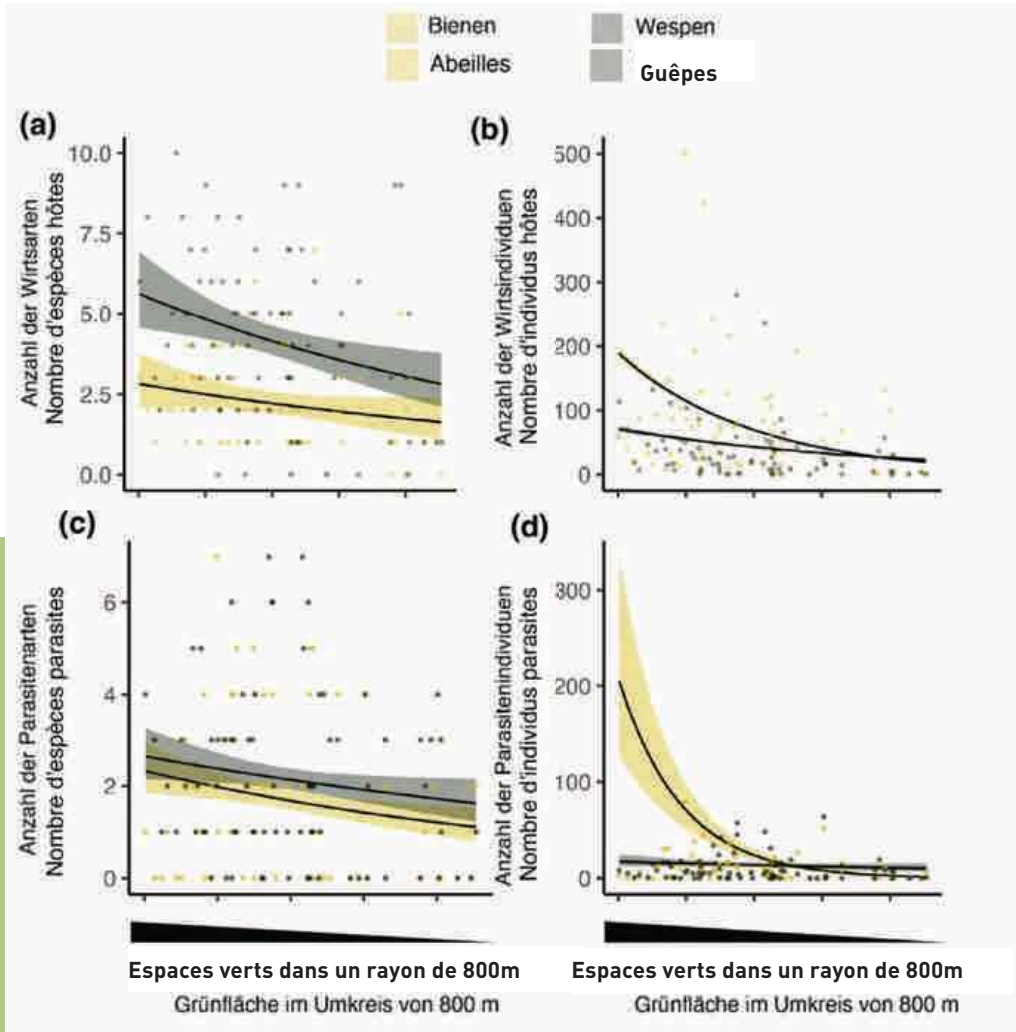 Bienen
Abeilles
Wespen
Guêpes
(a)
Anzahl der Wirtsarten
Nombre d'espèces hôtes
10.0
7.5
5.0
2.5
0.0
(b)
Anzahl der Wirtsindividuen
Nombre d'individus hôtes
500
400
300
200
100
0
(c)
Anzahl der Parasitenarten
Nombre d'espèces parasites
6
4
2
0
(d)
Anzahl der Parasitenindividuen
Nombre d'individus parasites
300
200
100
0
Espaces verts dans un rayon de 800m
Grünfläche im Umkreis von 800 m
Espaces verts dans un rayon de 800m
Grünfläche im Umkreis von 800 m